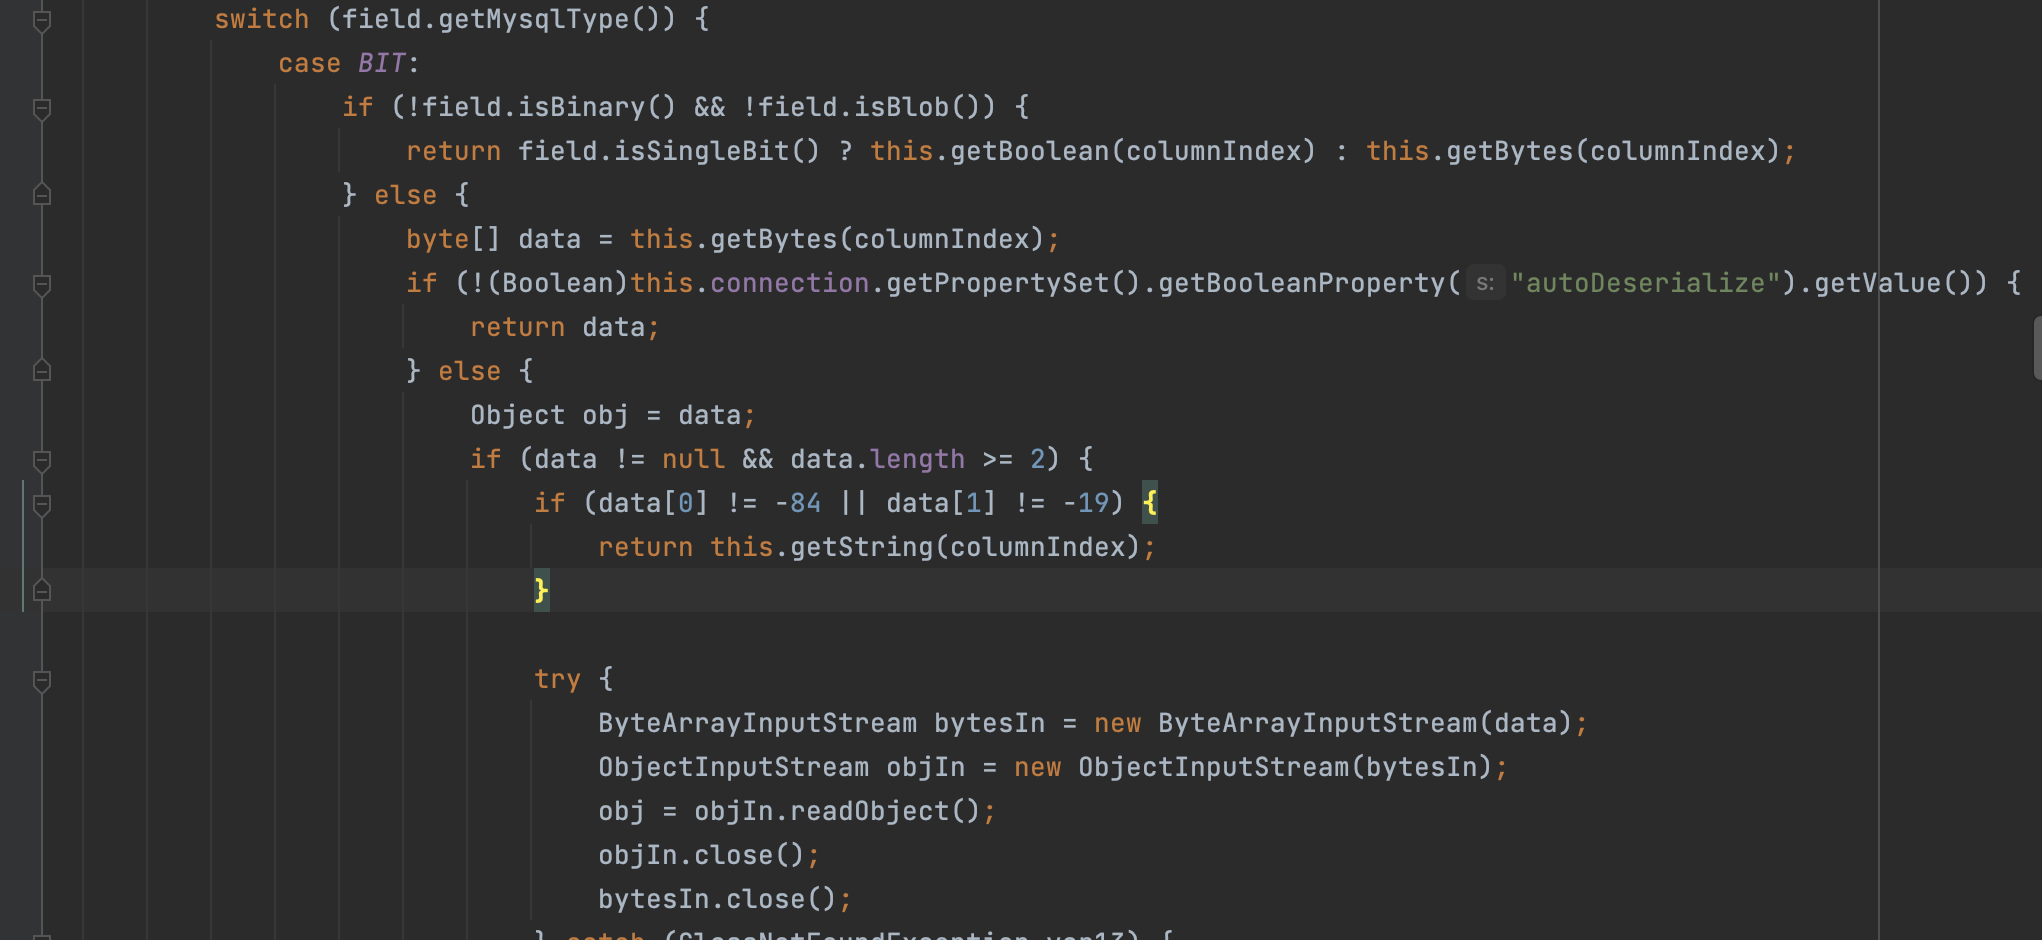 switch (field.getMysqlType()) {
case BIT:
if (!field.isBinary() && !field.isBlob()) {
return field.isSingleBit() ? this.getBoolean(columnIndex) : this.getBytes(columnIndex);
} else {
byte[] data = this.getBytes(columnIndex);
if (!(Boolean)this.connection.getPropertySet().getBooleanProperty( s: "autoDeserialize").getValue()) {
return data;
} else {
Object obj = data;
if (data != null && data.length >= 2) {
if (data[0] != -84 || data[1] != -19) {
return this.getString(columnIndex);
}
try {
ByteArrayInputStream bytesIn = new ByteArrayInputStream(data);
ObjectInputStream objIn = new ObjectInputStream(bytesIn);
obj = objIn.readObject();
objIn.close();
bytesIn.close();
} catch (ClassNotFoundException var13) {